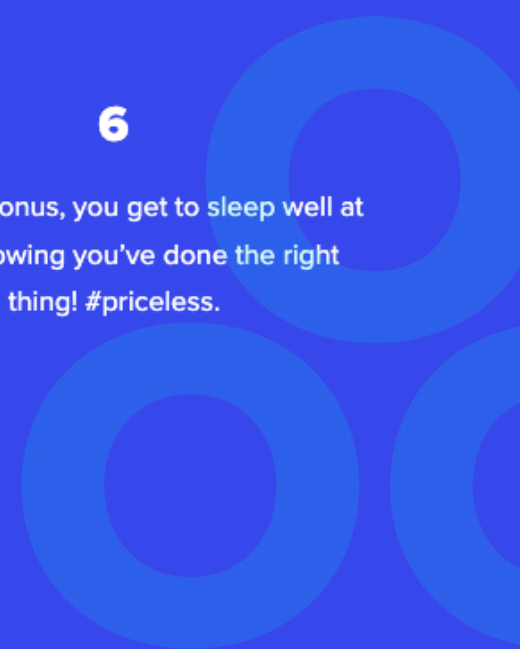 6
onus, you get to sleep well at
owing you've done the right
thing! #priceless.